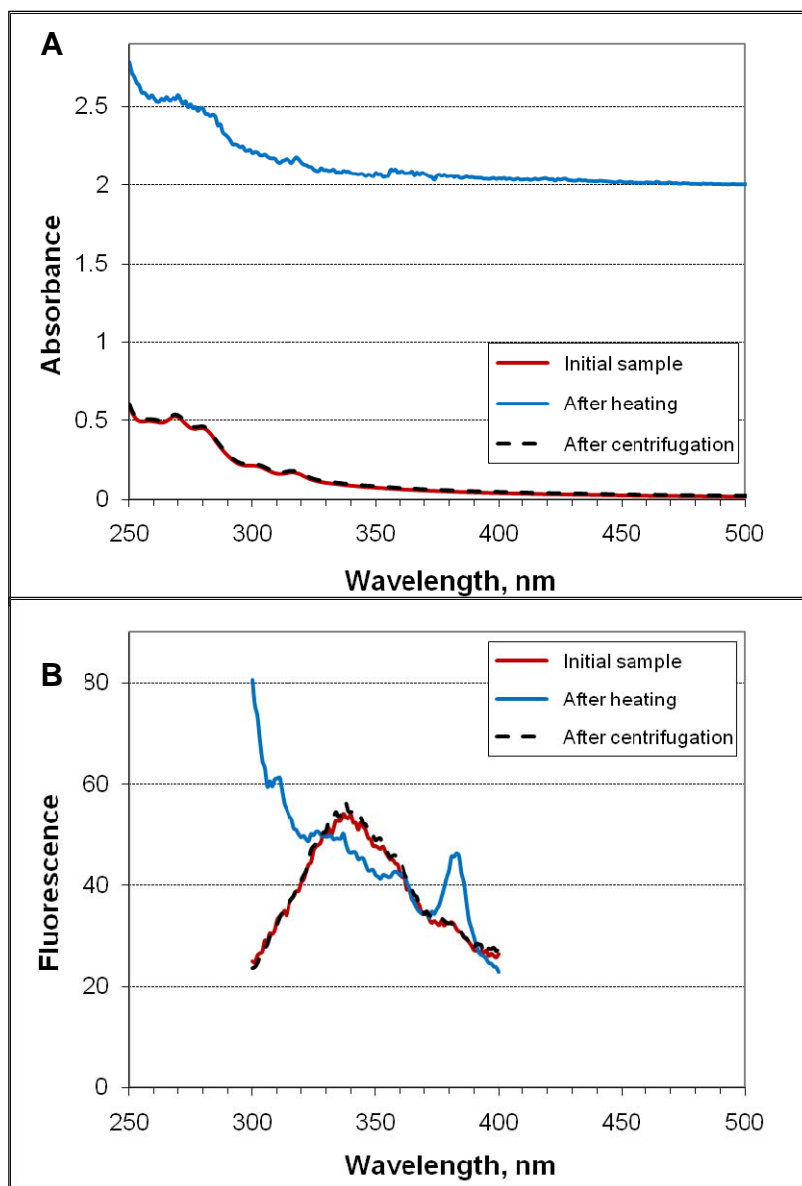 A
Absorbance
2.5
2
1.5
1
0.5
0
Initial sample
After heating
After centrifugation
250 300 350 400 450 500
Wavelength, nm
B
Fluorescence
80
60
40
20
0
Initial sample
After heating
After centrifugation
250 300 350 400 450 500
Wavelength, nm